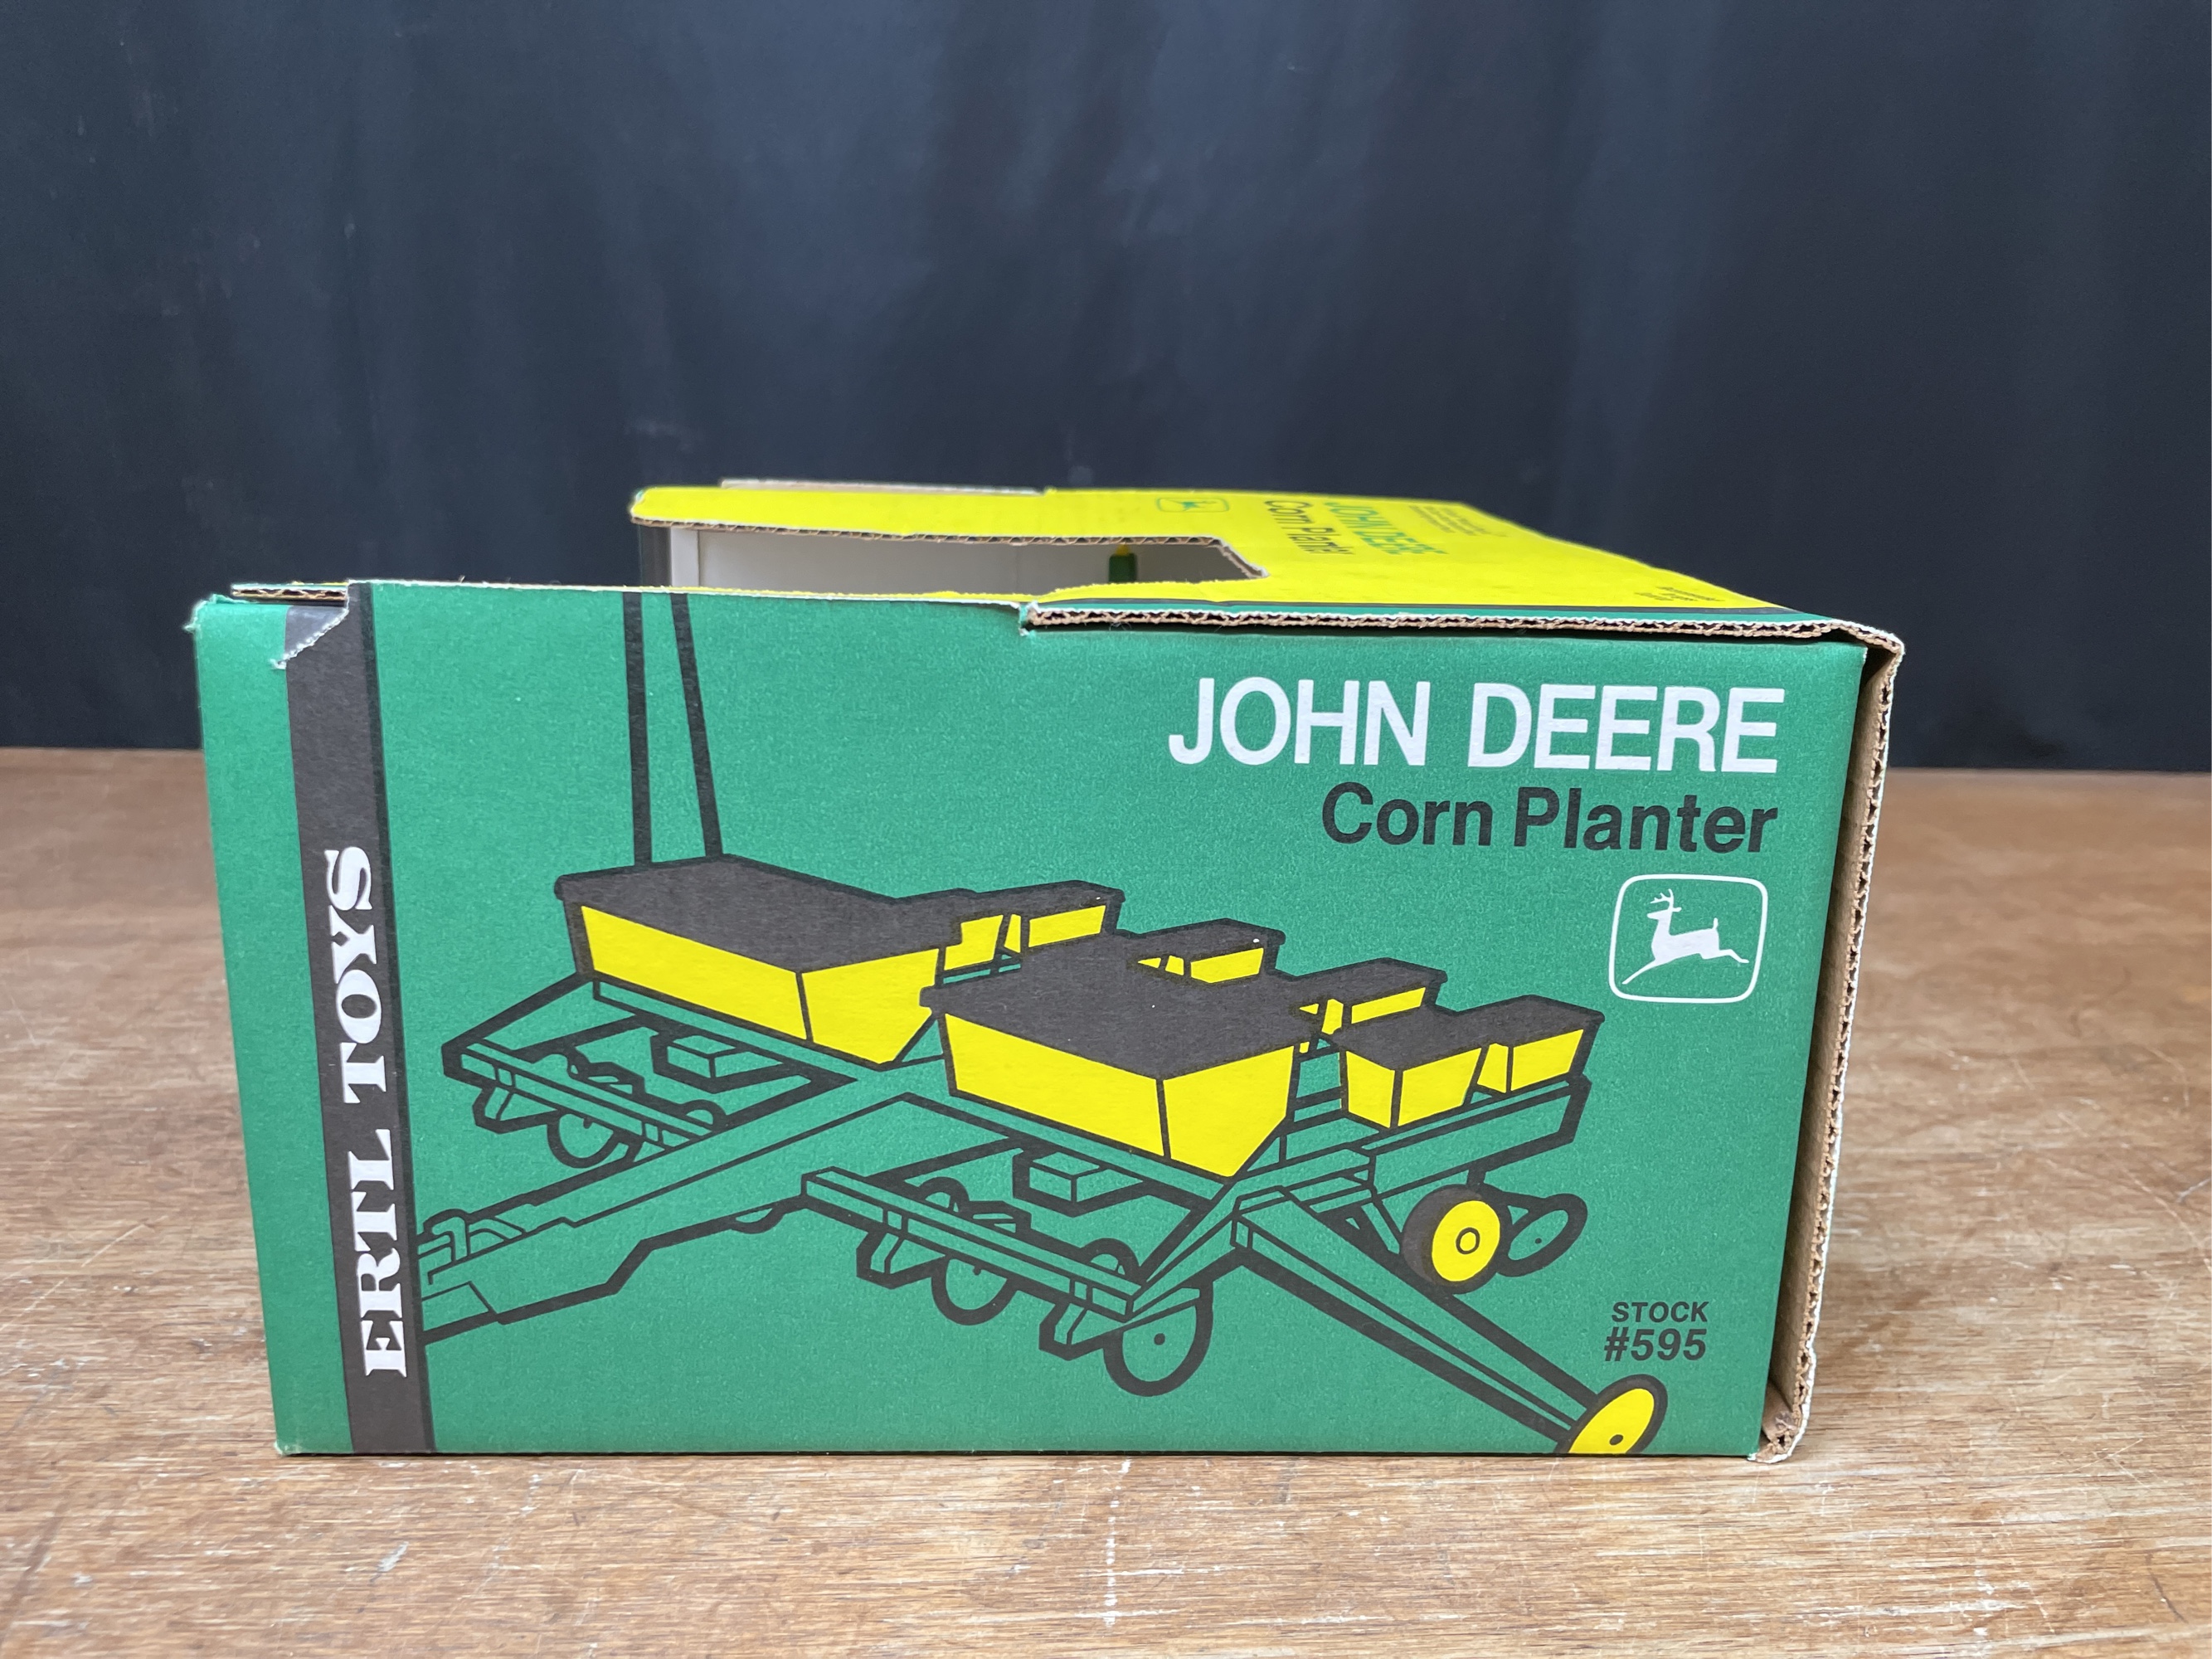 JOHN DEERE
Corn Planter
ERTL TOYS
JOHN DEERE
Corn Planter
STOCK
#595